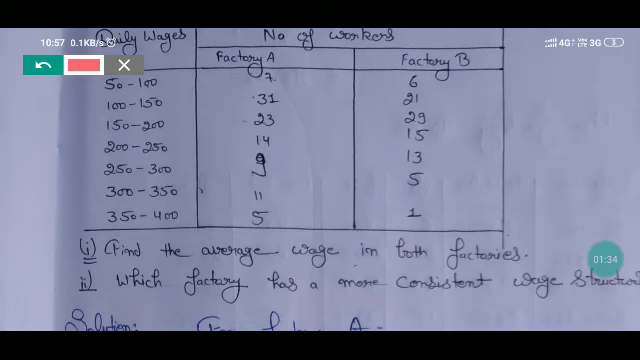 10:57 0.1KB/s 4G+ VoLTE 3G
Daily Wages No of workers
Factory A Factory B
50-100 7 6
100-150 31 21
150-200 23 29
200-250 14 15
250-300 9 13
300-350 11 5
350-400 5 1
(i) Find the average wage in both factories.
ii) Which factory has a more consistent wage structur
01:34
Solution: For factory A:-